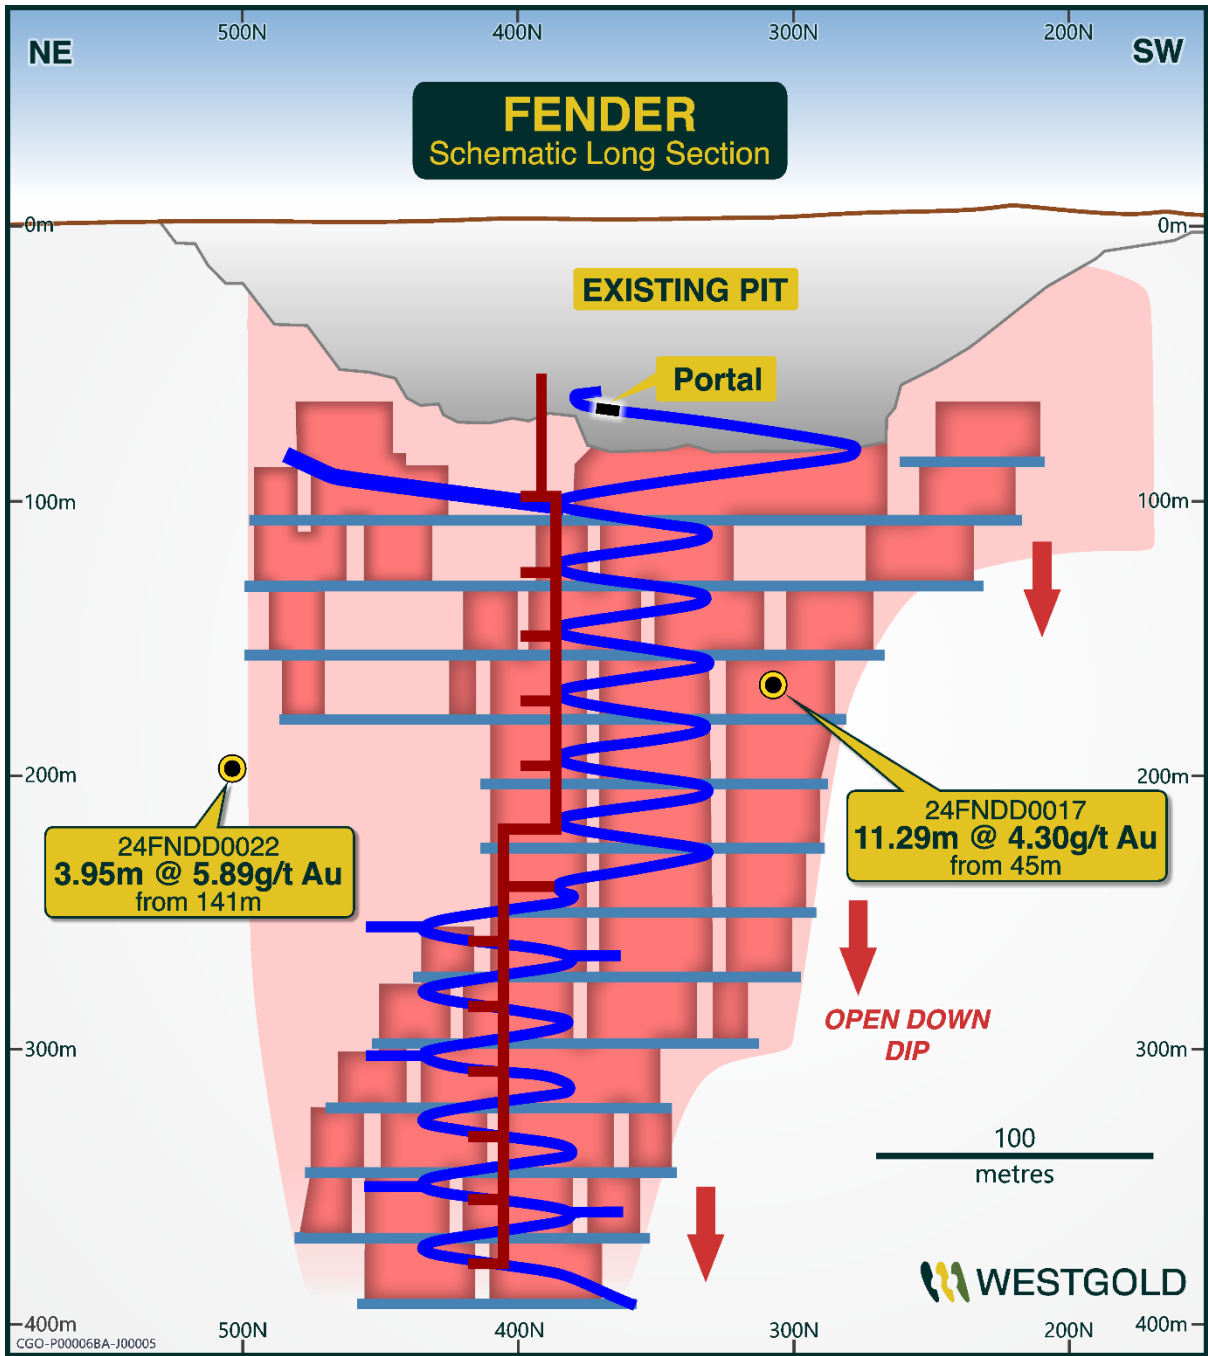 500N 400N 300N 200N
NE
SW
FENDER
Schematic Long Section
0m
0m
EXISTING PIT
Portal
100m
100m
200m
200m
24FNDD0022
3.95m @ 5.89g/t Au
from 141m
24FNDD0017
11.29m @ 4.30g/t Au
from 45m
OPEN DOWN
DIP
300m
300m
100
metres
WESTGOLD
400m
400m
CGO-P00006BA-J00005
500N 400N 300N 200N